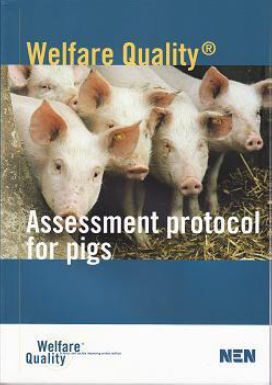 Welfare Quality®
Assessment protocol
for pigs
Welfare
Quality
NEN